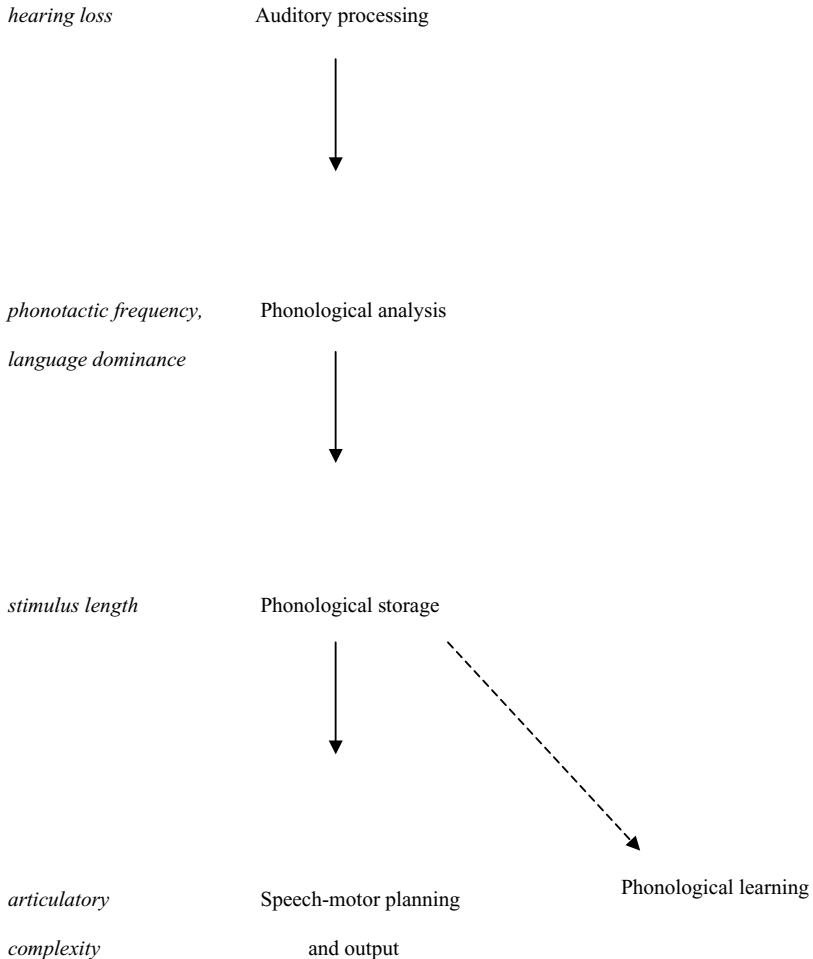 hearing loss Auditory processing
phonotactic frequency, Phonological analysis
language dominance
stimulus length Phonological storage
articulatory Speech-motor planning Phonological learning
complexity and output